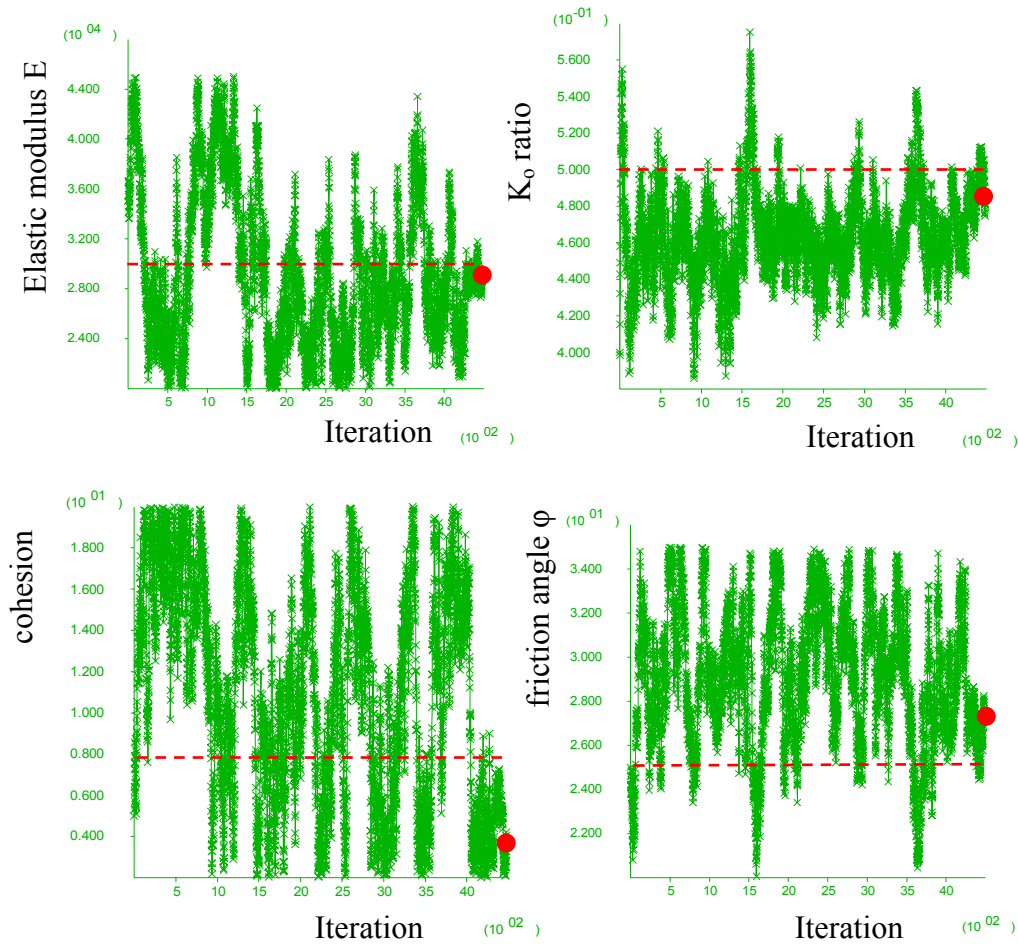 (10 04 )
Elastic modulus E
4.400
4.000
3.600
3.200
2.800
2.400
5 10 15 20 25 30 35 40
Iteration (10 02 )
(10 -01 )
K₀ ratio
5.600
5.400
5.200
5.000
4.800
4.600
4.400
4.200
4.000
5 10 15 20 25 30 35 40
Iteration (10 02 )
(10 01 )
cohesion
1.800
1.600
1.400
1.200
1.000
0.800
0.600
0.400
5 10 15 20 25 30 35 40
Iteration (10 02 )
(10 01 )
friction angle φ
3.400
3.200
3.000
2.800
2.600
2.400
2.200
5 10 15 20 25 30 35 40
Iteration (10 02 )